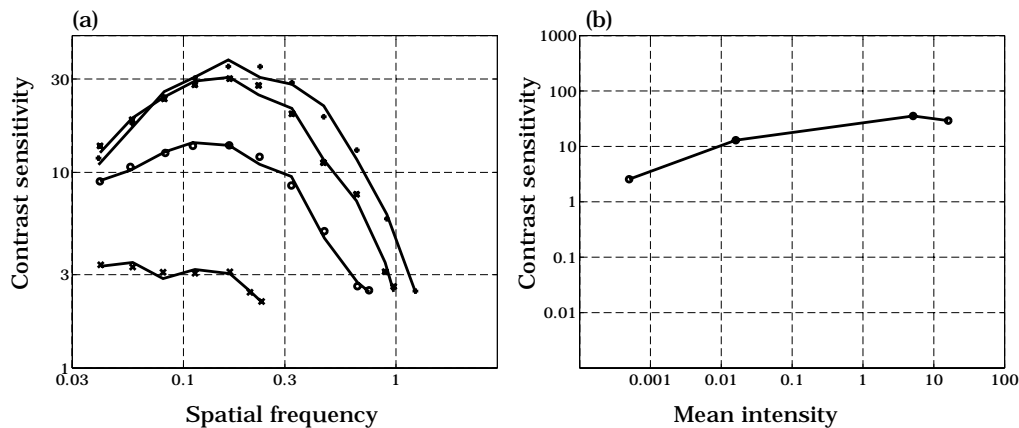 (a)
Contrast sensitivity
30
10
3
1
0.03 0.1 0.3 1
Spatial frequency
(b)
Contrast sensitivity
1000
100
10
1
0.1
0.01
0.001 0.01 0.1 1 10 100
Mean intensity